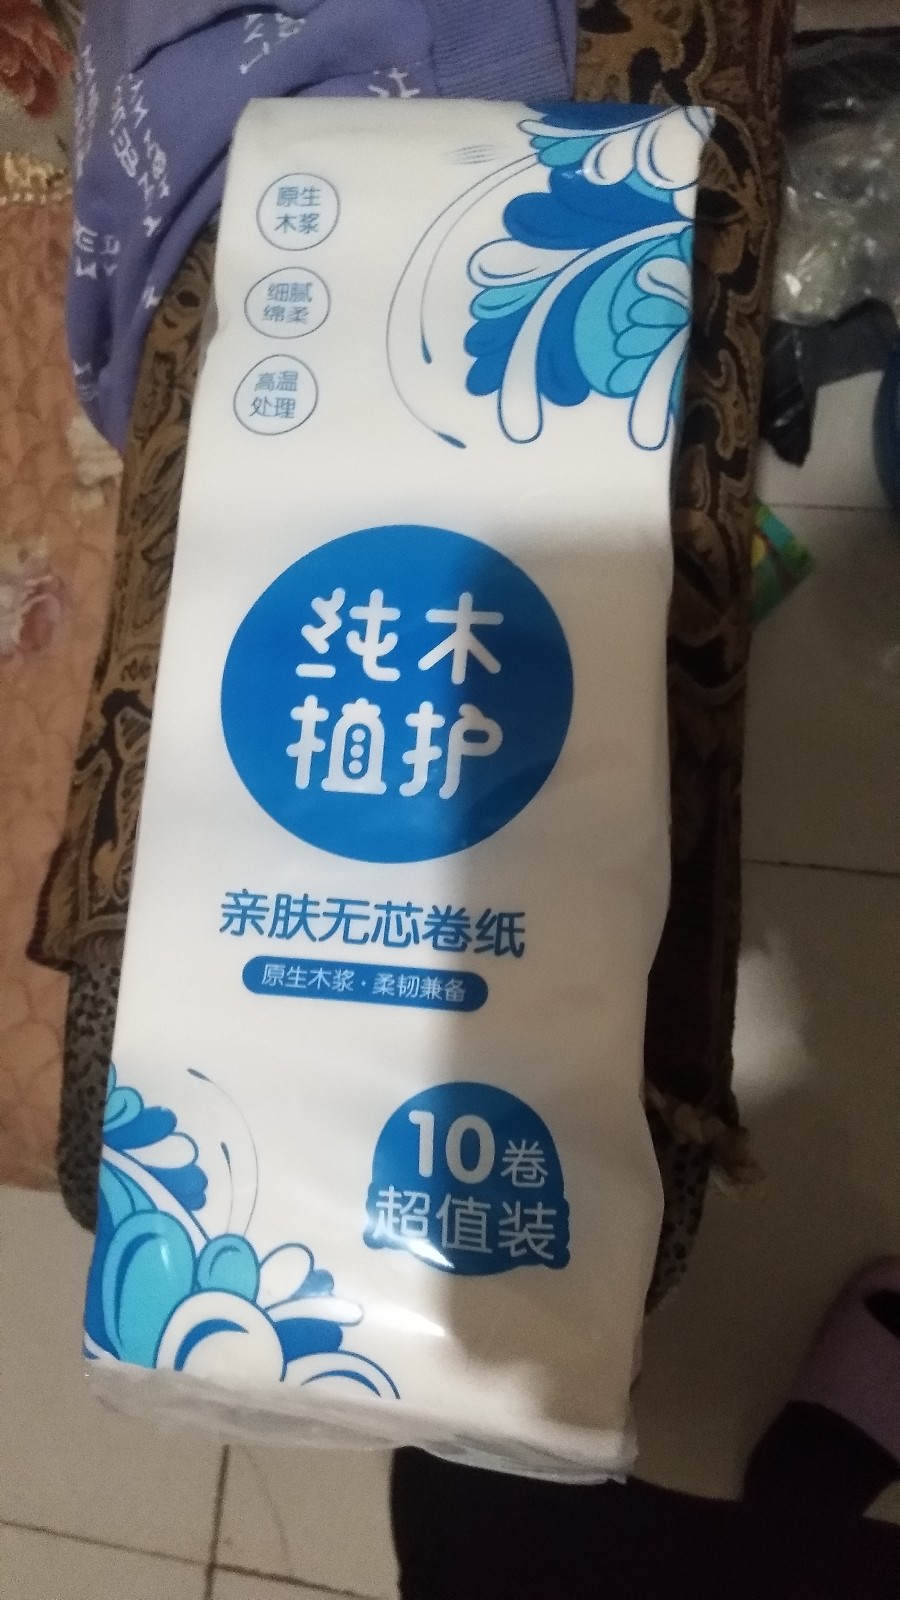 原生
木浆
细腻
绵柔
高温
处理
纯木
植护
亲肤无芯卷纸
原生木浆·柔韧兼备
10卷
超值装